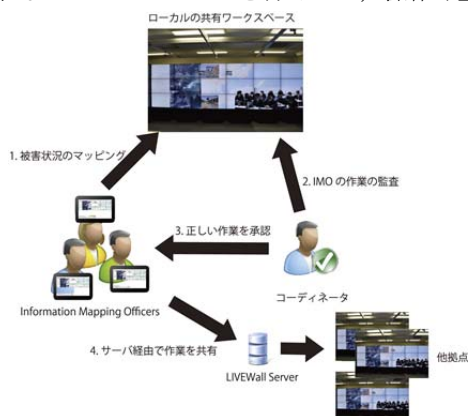 ローカルの共有ワークスペース
1. 被害状況のマッピング
2. IMO の作業の監査
3. 正しい作業を承認
Information Mapping Officers
コーディネータ
4. サーバ経由で作業を共有
LIVEWall Server
他拠点